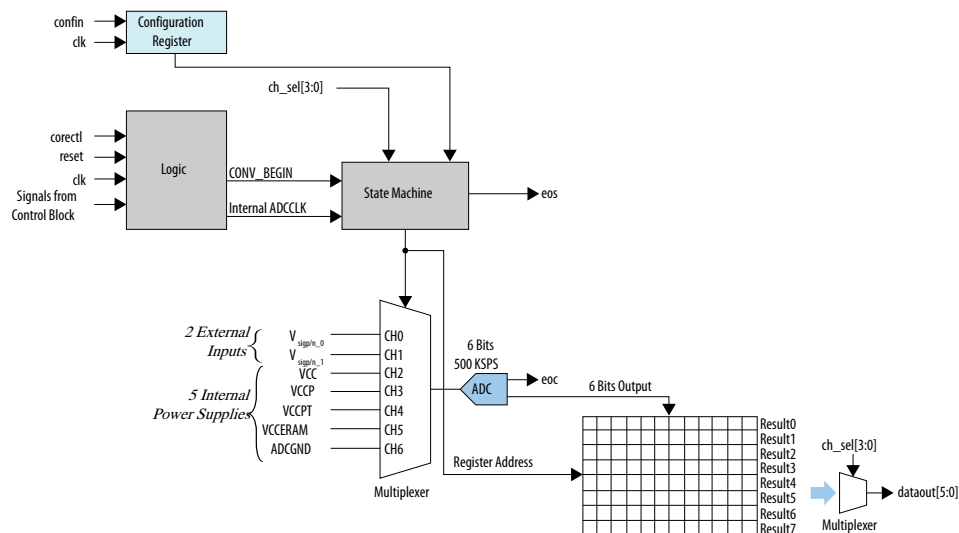 confin
clk
Configuration
Register
ch_sel[3:0]
corectl
reset
clk
Signals from
Control Block
Logic
CONV_BEGIN
Internal ADCCLK
State Machine
eos
2 External
Inputs
V sigp/n_0
V sigp/n_1
5 Internal
Power Supplies
VCC
VCCP
VCCPT
VCCERAM
ADCGND
CH0
CH1
CH2
CH3
CH4
CH5
CH6
Multiplexer
6 Bits
500 KSPS
ADC
eoc
6 Bits Output
Register Address
Result0
Result1
Result2
Result3
Result4
Result5
Result6
Result7
ch_sel[3:0]
dataout[5:0]
Multiplexer